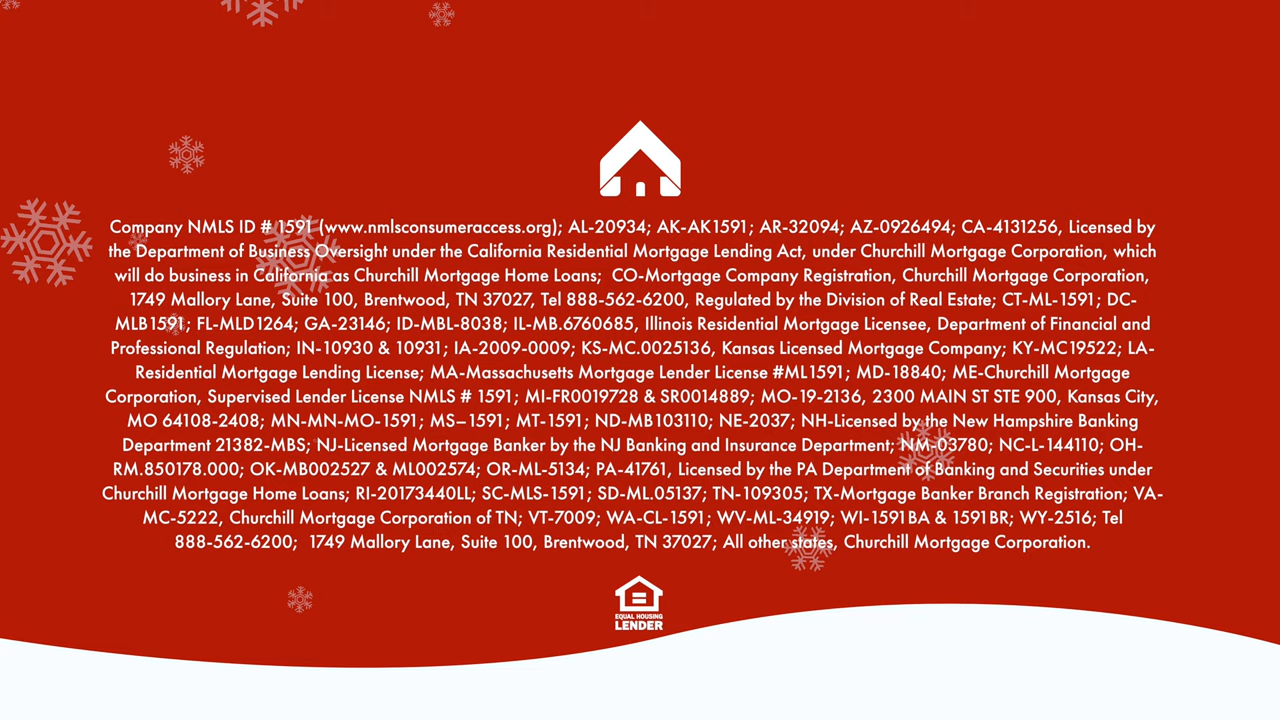 Company NMLS ID # 1591 (www.nmlsconsumeraccess.org); AL-20934; AK-AK1591; AR-32094; AZ-0926494; CA-4131256, Licensed by
the Department of Business Oversight under the California Residential Mortgage Lending Act, under Churchill Mortgage Corporation, which
will do business in California as Churchill Mortgage Home Loans;  CO-Mortgage Company Registration, Churchill Mortgage Corporation,
1749 Mallory Lane, Suite 100, Brentwood, TN 37027, Tel 888-562-6200, Regulated by the Division of Real Estate; CT-ML-1591; DC-
MLB1591; FL-MLD1264; GA-23146; ID-MBL-8038; IL-MB.6760685, Illinois Residential Mortgage Licensee, Department of Financial and
Professional Regulation; IN-10930 & 10931; IA-2009-0009; KS-MC.0025136, Kansas Licensed Mortgage Company; KY-MC19522; LA-
Residential Mortgage Lending License; MA-Massachusetts Mortgage Lender License #ML1591; MD-18840; ME-Churchill Mortgage
Corporation, Supervised Lender License NMLS # 1591; MI-FR0019728 & SR0014889; MO-19-2136, 2300 MAIN ST STE 900, Kansas City,
MO 64108-2408; MN-MN-MO-1591; MS–1591; MT-1591; ND-MB103110; NE-2037; NH-Licensed by the New Hampshire Banking
Department 21382-MBS; NJ-Licensed Mortgage Banker by the NJ Banking and Insurance Department; NM-03780; NC-L-144110; OH-
RM.850178.000; OK-MB002527 & ML002574; OR-ML-5134; PA-41761, Licensed by the PA Department of Banking and Securities under
Churchill Mortgage Home Loans; RI-20173440LL; SC-MLS-1591; SD-ML.05137; TN-109305; TX-Mortgage Banker Branch Registration; VA-
MC-5222, Churchill Mortgage Corporation of TN; VT-7009; WA-CL-1591; WV-ML-34919; WI-1591BA & 1591BR; WY-2516; Tel
888-562-6200;  1749 Mallory Lane, Suite 100, Brentwood, TN 37027; All other states, Churchill Mortgage Corporation.
EQUAL HOUSING
LENDER